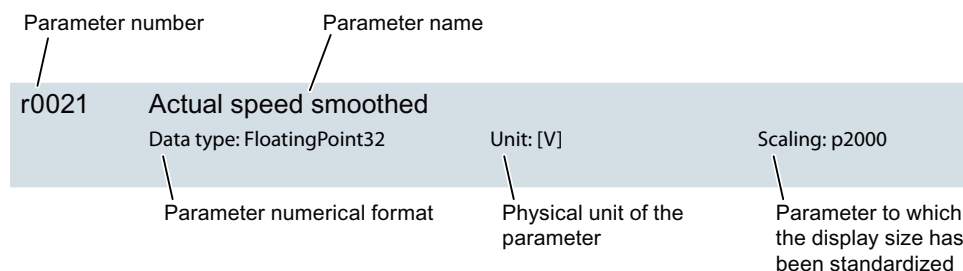 Parameter number
Parameter name
r0021 Actual speed smoothed
Data type: FloatingPoint32 Unit: [V] Scaling: p2000
Parameter numerical format
Physical unit of the
parameter
Parameter to which
the display size has
been standardized